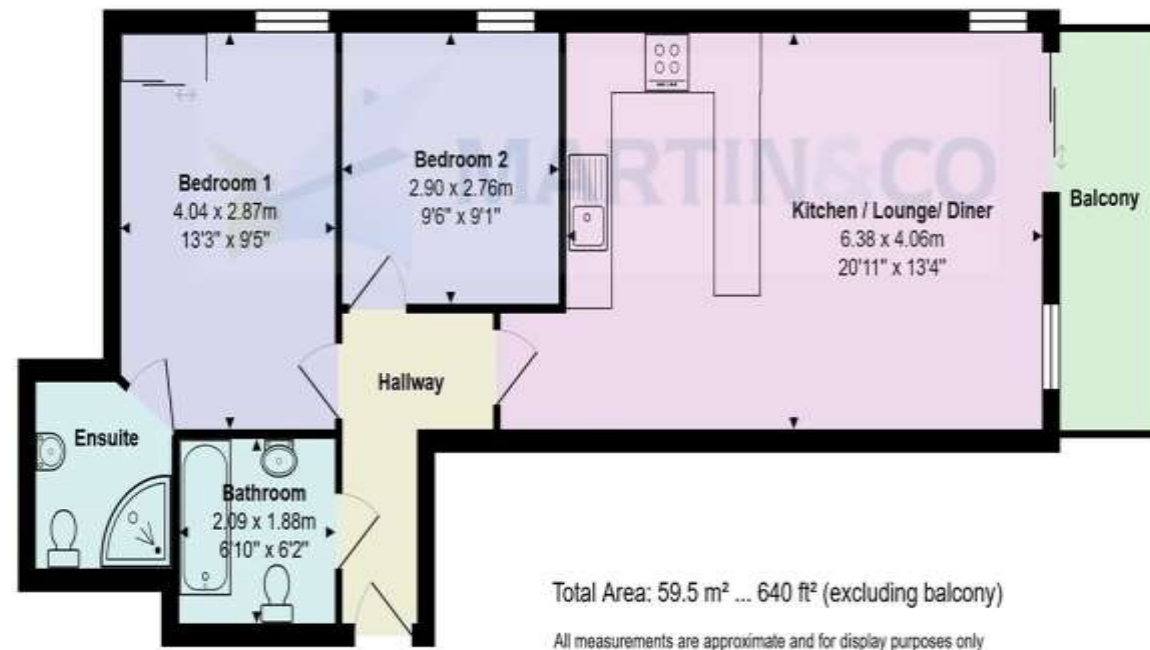 MARTIN&CO
Bedroom 1
4.04 x 2.87m
13'3" x 9'5"
Bedroom 2
2.90 x 2.76m
9'6" x 9'1"
Kitchen / Lounge/ Diner
6.38 x 4.06m
20'11" x 13'4"
Balcony
Hallway
Ensuite
Bathroom
2.09 x 1.88m
6'10" x 6'2"
Total Area: 59.5 m² ... 640 ft² (excluding balcony)
All measurements are approximate and for display purposes only